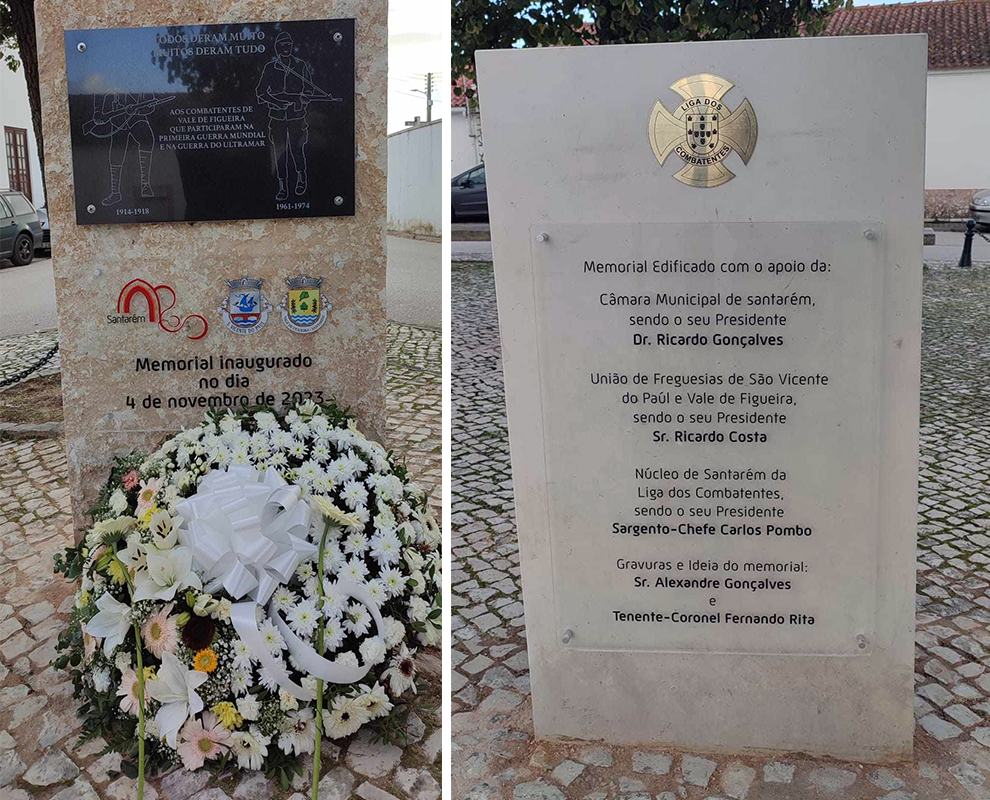 TODOS DERAM MUITO
MUITOS DERAM TUDO
AOS COMBATENTES DE
VALE DE FIGUEIRA
QUE PARTICIPARAM NA
PRIMEIRA GUERRA MUNDIAL
E NA GUERRA DO ULTRAMAR
1914-1918
1961-1974
Santarém
Memorial inaugurado
no dia
4 de novembro de 2023
LIGA DOS
COMBATENTES
Memorial Edificado com o apoio da:
Câmara Municipal de santarém,
sendo o seu Presidente
Dr. Ricardo Gonçalves
União de Freguesias de São Vicente
do Paúl e Vale de Figueira,
sendo o seu Presidente
Sr. Ricardo Costa
Núcleo de Santarém da
Liga dos Combatentes,
sendo o seu Presidente
Sargento-Chefe Carlos Pombo
Gravuras e Ideia do memorial:
Sr. Alexandre Gonçalves
e
Tenente-Coronel Fernando Rita